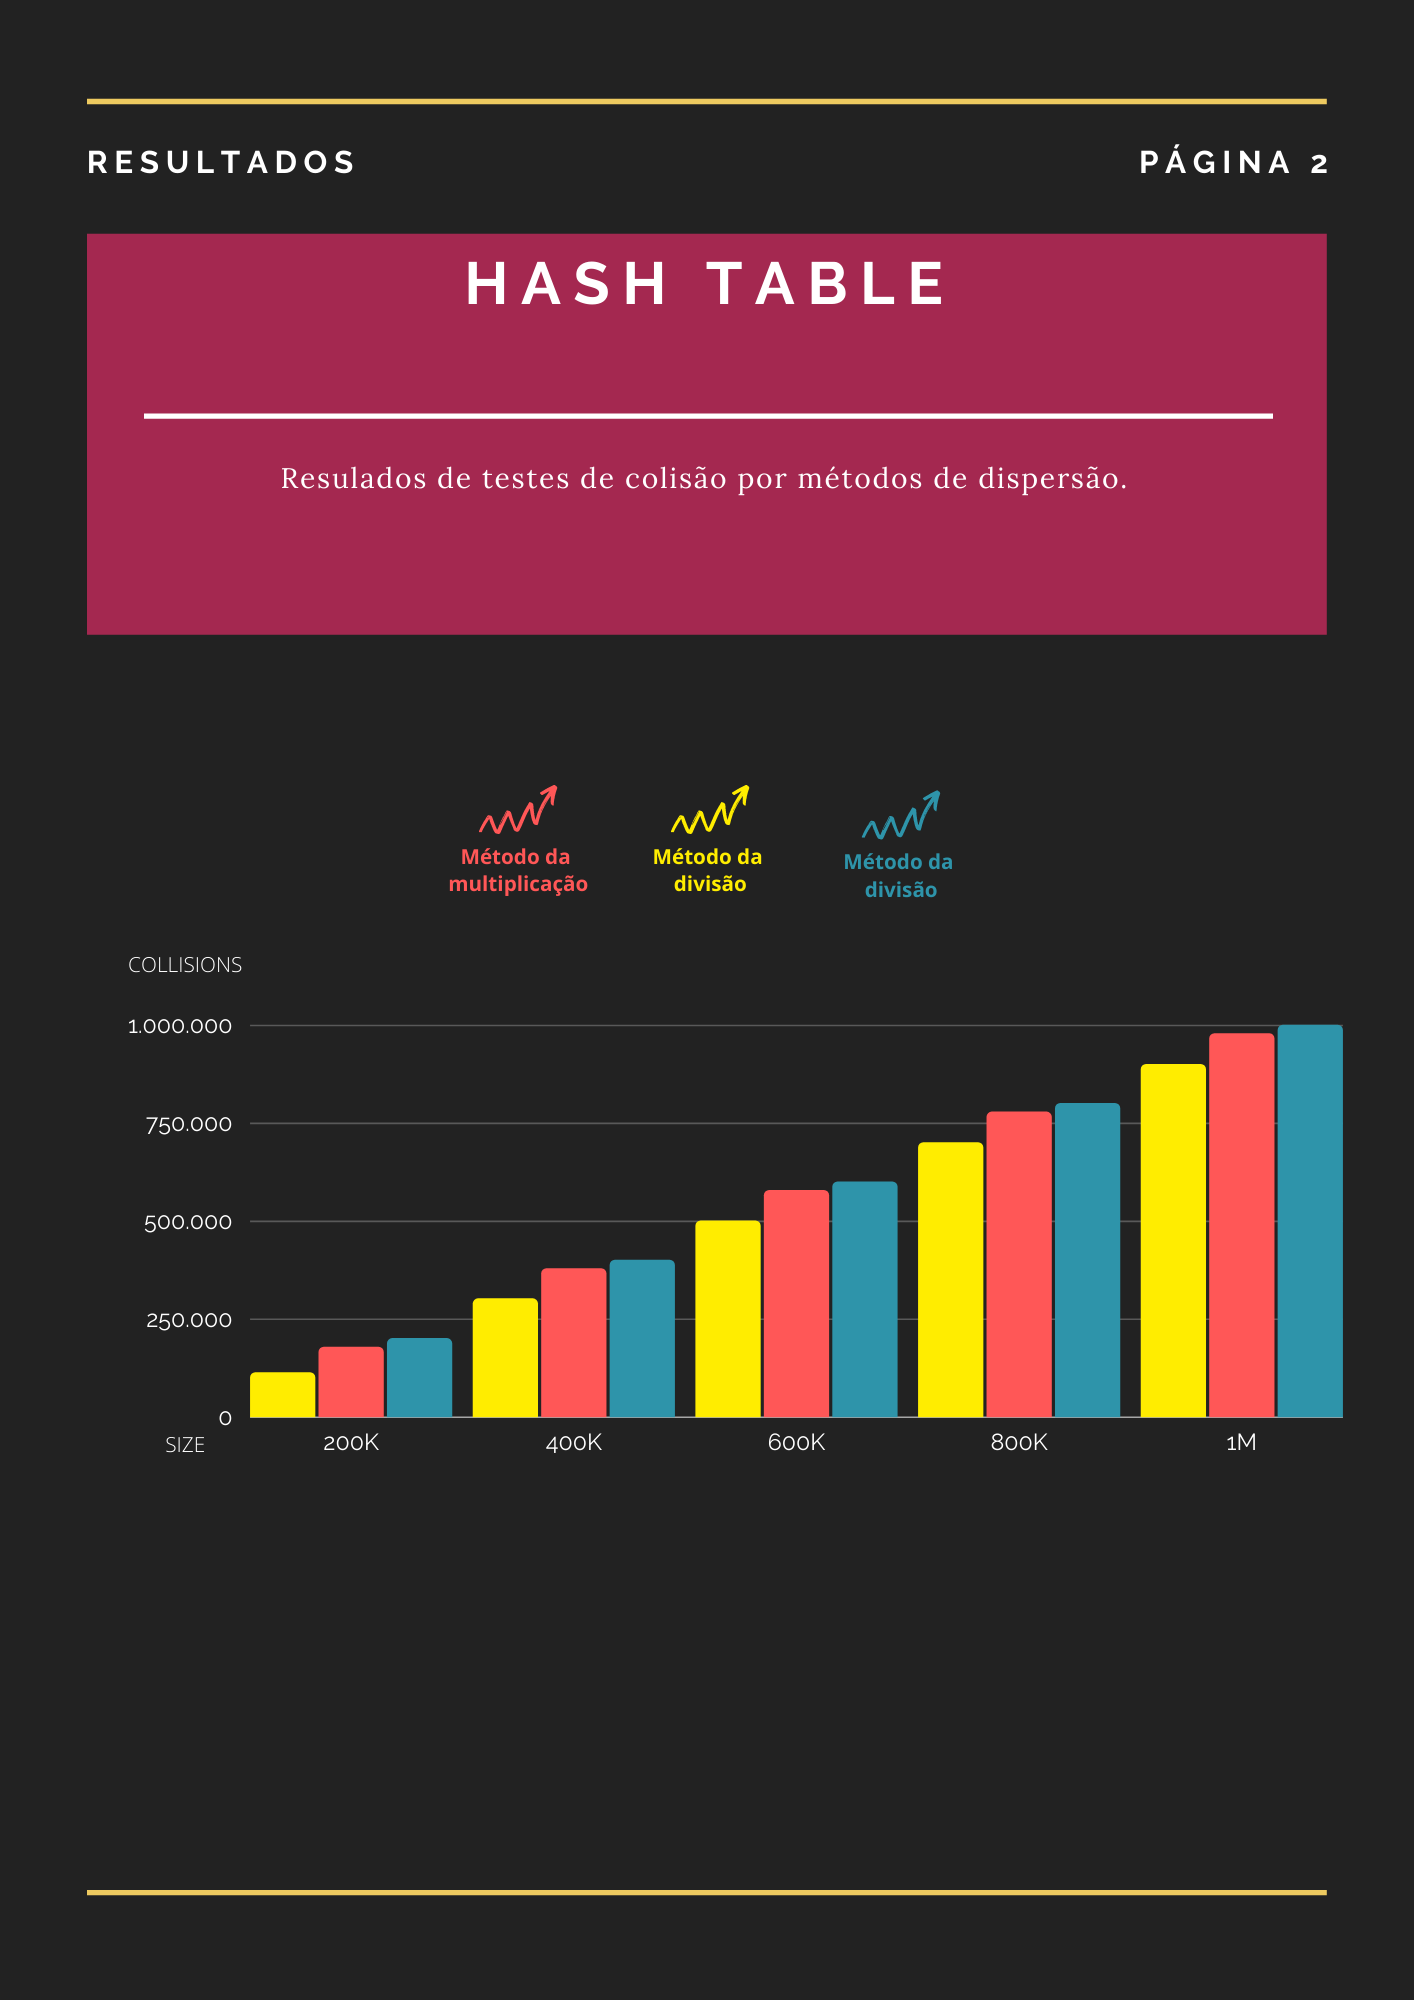 RESULTADOS
PÁGINA 2
HASH TABLE
Resulados de testes de colisão por métodos de dispersão.
Método da
multiplicação
Método da
divisão
Método da
divisão
COLLISIONS
1.000.000
750.000
500.000
250.000
0
SIZE
200K
400K
600K
800K
1M